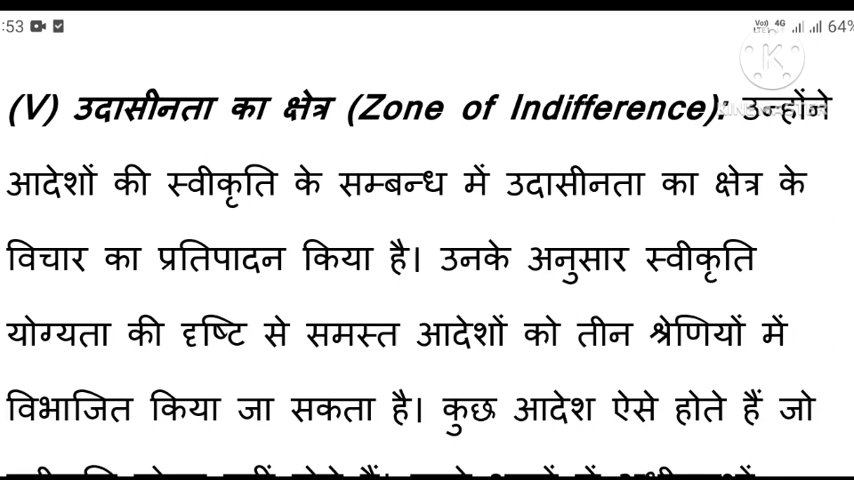 :53 4G 64%
(V) उदासीनता का क्षेत्र (Zone of Indifference): उन्होंने
आदेशों की स्वीकृति के सम्बन्ध में उदासीनता का क्षेत्र के
विचार का प्रतिपादन किया है। उनके अनुसार स्वीकृति
योग्यता की दृष्टि से समस्त आदेशों को तीन श्रेणियों में
विभाजित किया जा सकता है। कुछ आदेश ऐसे होते हैं जो